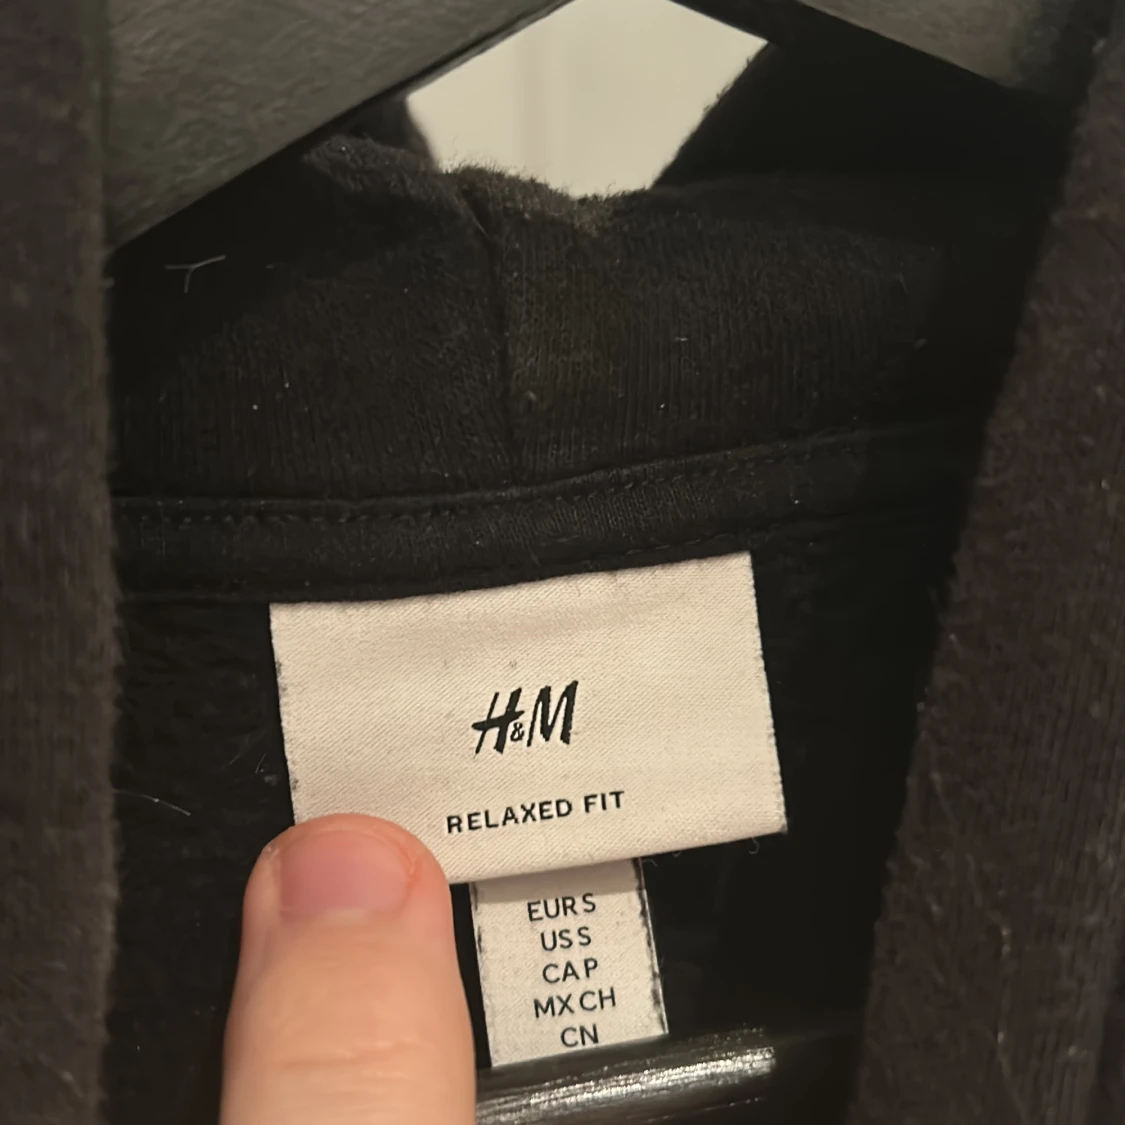 H&M
RELAXED FIT
EUR S
US S
CA P
MX CH
CN